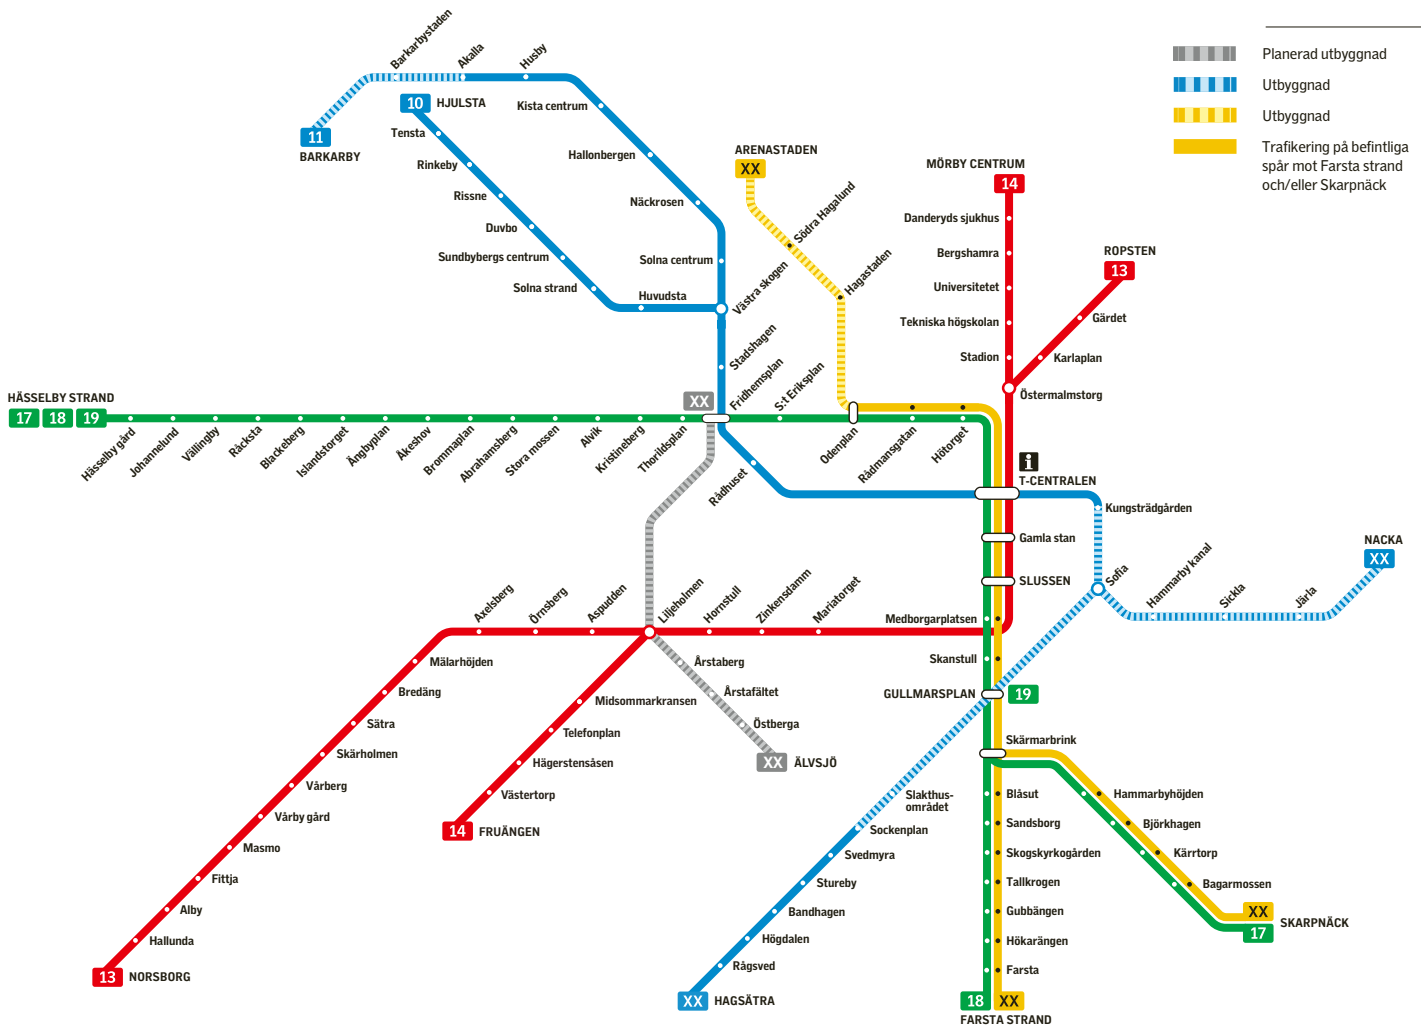 Planerad utbyggnad
Utbyggnad
Utbyggnad
Trafikering på befintliga
spår mot Farsta strand
och/eller Skarpnäck
Barkarbystaden
Akalla
Husby
11
BARKARBY
10
HJULSTA
Kista centrum
Tensta
Hallonbergen
Rinkeby
Rissne
Näckrosen
Duvbo
Sundbybergs centrum
Solna centrum
Solna strand
Huvudsta
Västra skogen
Stadshagen
ARENASTADEN
XX
Södra Hagalund
Hagastaden
MÖRBY CENTRUM
14
Danderyds sjukhus
Bergshamra
Universitetet
Tekniska högskolan
Stadion
ROPSTEN
13
Gärdet
Karlaplan
Östermalmstorg
HÄSSELBY STRAND
17
18
19
Hässelby gård
Johannelund
Vällingby
Råcksta
Blackeberg
Islandstorget
Ängbyplan
Åkeshov
Brommaplan
Abrahamsberg
Stora mossen
Alvik
Kristineberg
Thorildsplan
XX
Fridhemsplan
S:t Eriksplan
Odenplan
Rådmansgatan
Hötorget
Rådhuset
i
T-CENTRALEN
Kungsträdgården
Gamla stan
SLUSSEN
NACKA
XX
Sofia
Hammarby kanal
Sickla
Järla
Axelsberg
Örnsberg
Aspudden
Liljeholmen
Hornstull
Zinkensdamm
Mariatorget
Medborgarplatsen
Skanstull
GULLMARSPLAN
19
Mälarhöjden
Bredäng
Sätra
Skärholmen
Vårberg
Vårby gård
Masmo
Fittja
Alby
Hallunda
13
NORSBORG
Midsommarkransen
Telefonplan
Hägerstensåsen
Västertorp
14
FRUÄNGEN
Årstaberg
Årstafältet
Östberga
XX
ÄLVSJÖ
Skärmarbrink
Slakthus-
området
Sockenplan
Svedmyra
Stureby
Bandhagen
Högdalen
Rågsved
XX
HAGSÄTRA
Blåsut
Sandsborg
Skogskyrkogården
Tallkrogen
Gubbängen
Hökarängen
Farsta
18
XX
FARSTA STRAND
Hammarbyhöjden
Björkhagen
Kärrtorp
Bagarmossen
XX
17
SKARPNÄCK